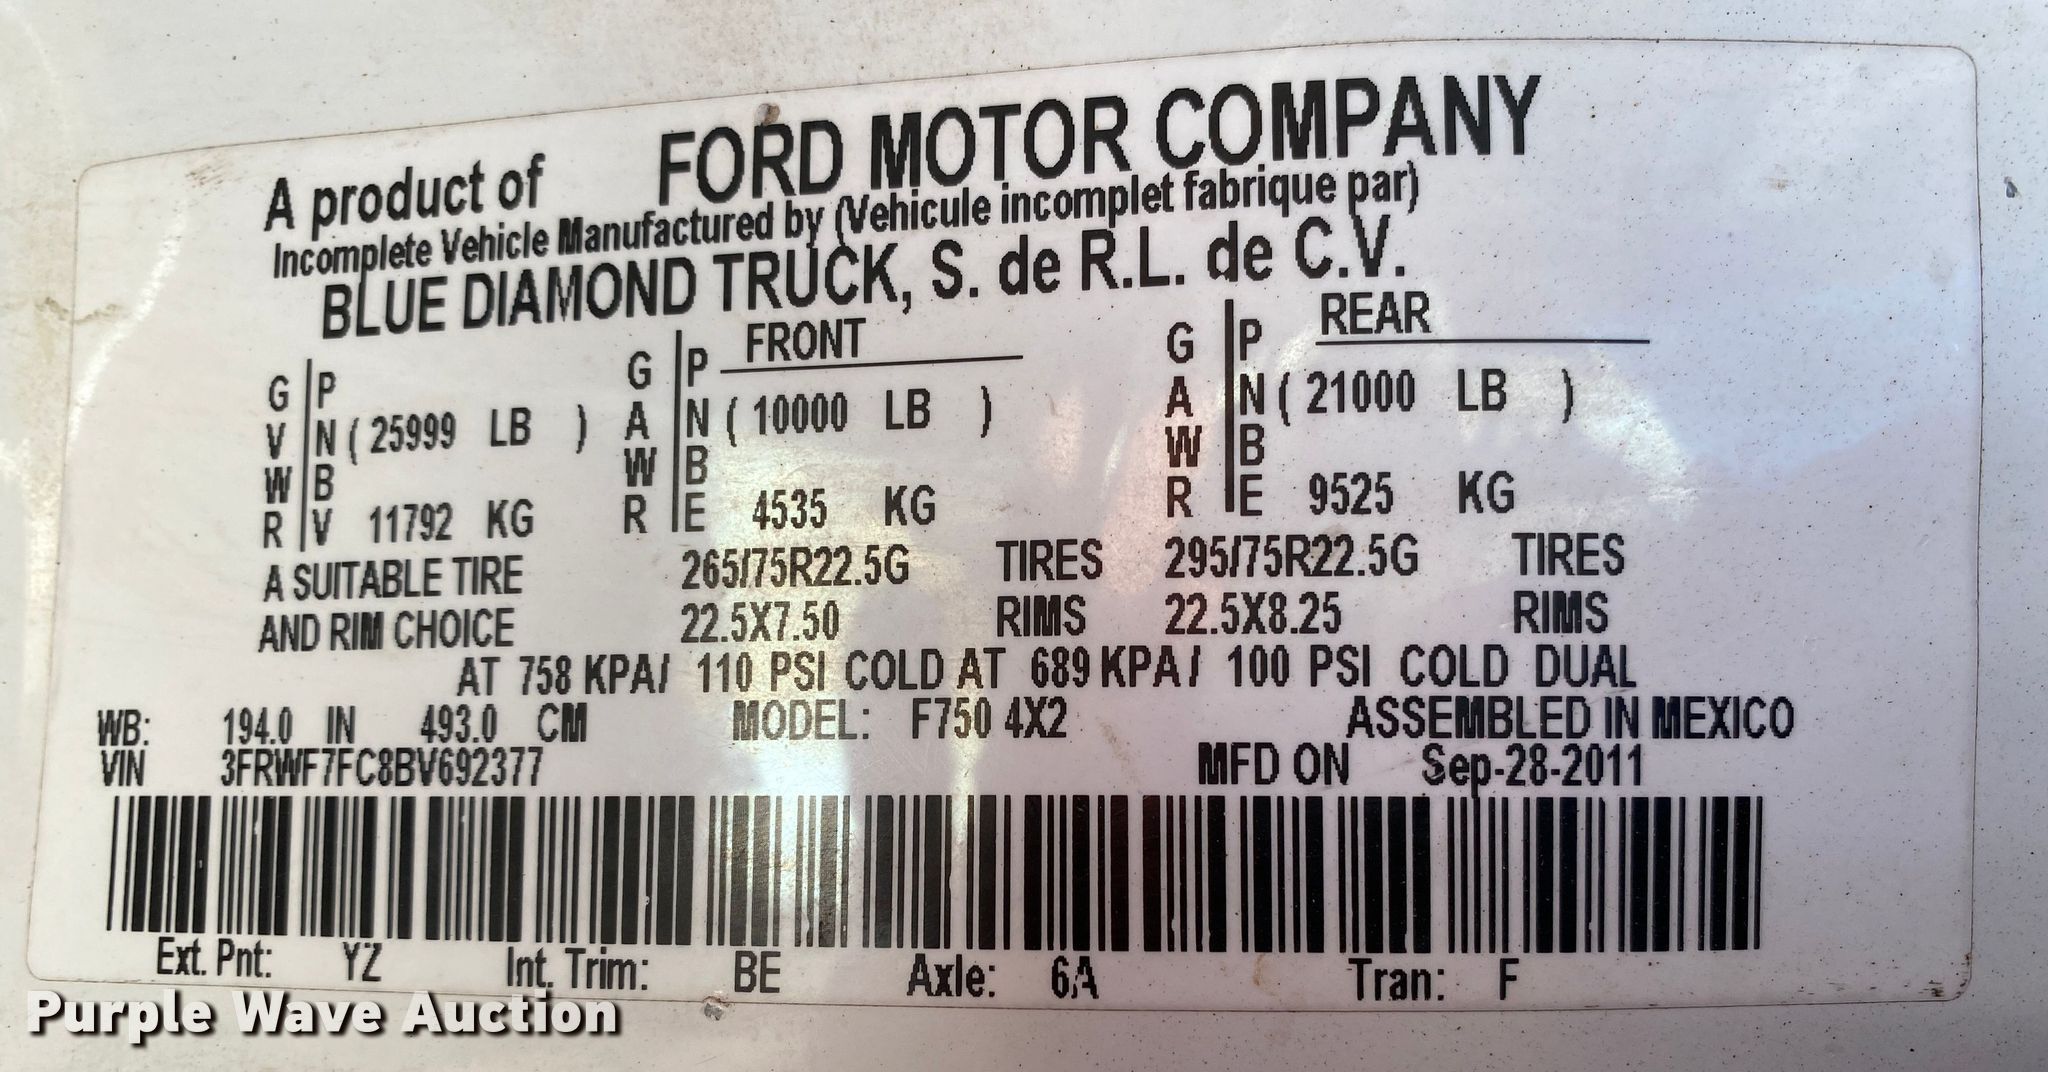 A product of FORD MOTOR COMPANY
Incomplete Vehicle Manufactured by (Vehicule incomplet fabrique par)
BLUE DIAMOND TRUCK, S. de R.L. de C.V.
FRONT REAR
G P G P G P
V N ( 25999 LB ) A N ( 10000 LB ) A N ( 21000 LB )
W B W B W B
R V 11792 KG R E 4535 KG R E 9525 KG
A SUITABLE TIRE 265/75R22.5G TIRES 295/75R22.5G TIRES
AND RIM CHOICE 22.5X7.50 RIMS 22.5X8.25 RIMS
AT 758 KPA/ 110 PSI COLD AT 689 KPA/ 100 PSI COLD DUAL
WB: 194.0 IN 493.0 CM MODEL: F750 4X2 ASSEMBLED IN MEXICO
VIN 3FRWF7FC8BV692377 MFD ON Sep-28-2011
Ext. Pnt: YZ Int. Trim: BE Axle: 6A Tran: F
Purple Wave Auction